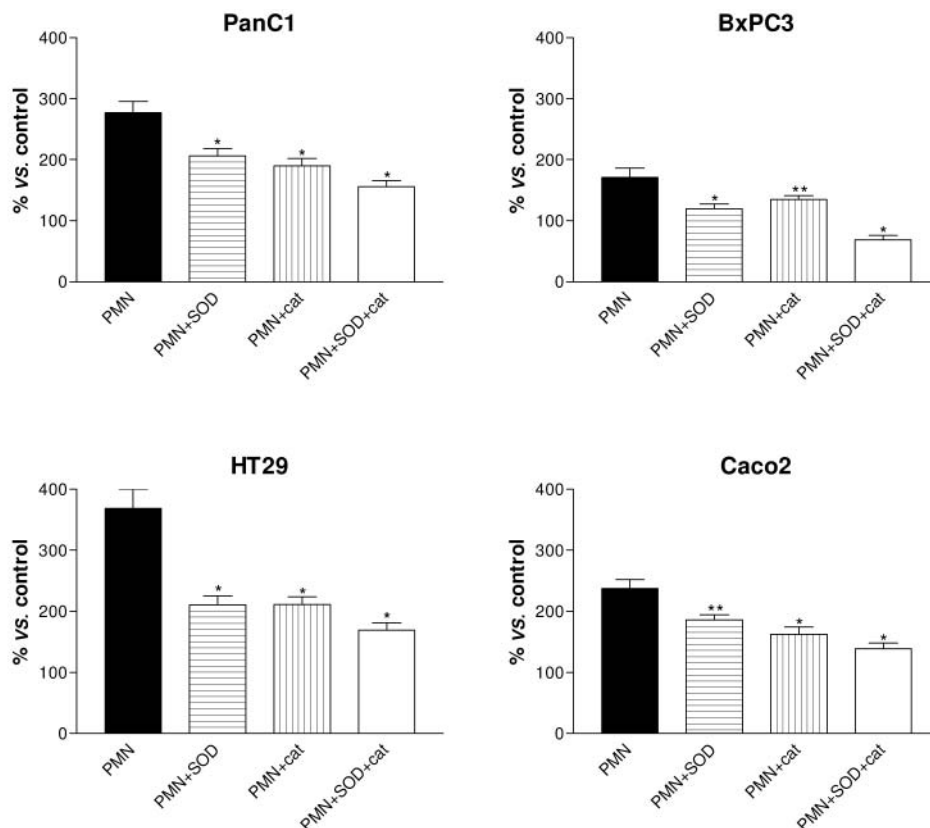 PanC1
% vs. control
400
300
200
100
0
*
*
*
PMN
PMN+SOD
PMN+cat
PMN+SOD+cat
BxPC3
% vs. control
400
300
200
100
0
*
**
*
PMN
PMN+SOD
PMN+cat
PMN+SOD+cat
HT29
% vs. control
400
300
200
100
0
*
*
*
PMN
PMN+SOD
PMN+cat
PMN+SOD+cat
Caco2
% vs. control
400
300
200
100
0
**
*
*
PMN
PMN+SOD
PMN+cat
PMN+SOD+cat